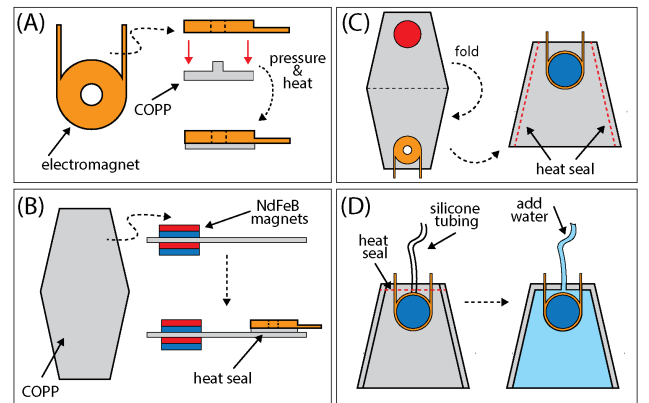 (A)
pressure
&
heat
COPP
electromagnet
(B)
NdFeB
magnets
heat seal
COPP
(C)
fold
heat seal
(D)
silicone
tubing
add
water
heat
seal